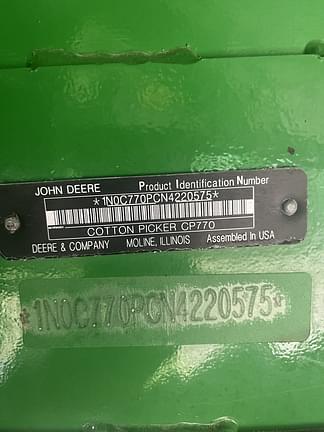 JOHN DEERE Product Identification Number
*1N0C770PCN4220575*
COTTON PICKER CP770
DEERE & COMPANY MOLINE, ILLINOIS Assembled In USA
*1N0C770PCN4220575*